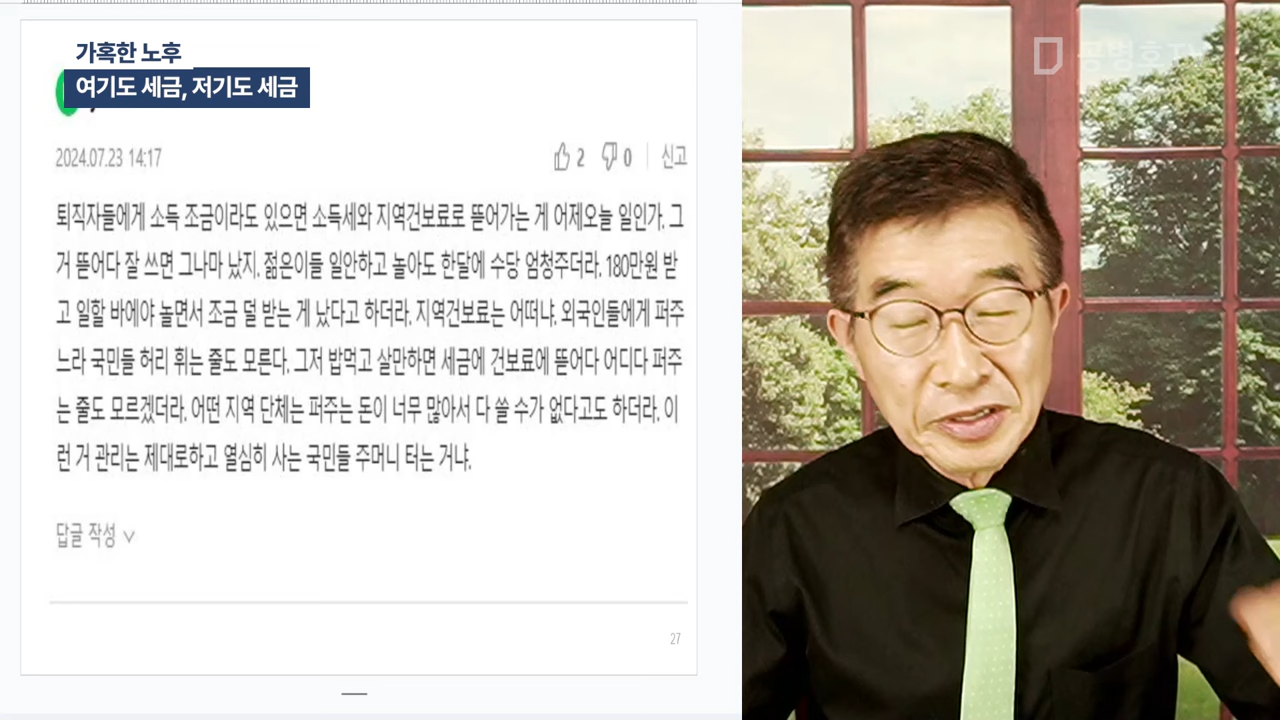 가혹한 노후
여기도 세금, 저기도 세금
공병호TV
2024.07.23 14:17
2 0 신고
퇴직자들에게 소득 조금이라도 있으면 소득세와 지역건보료로 뜯어가는 게 어제오늘 일인가. 그
거 뜯어다 잘 쓰면 그나마 났지. 젊은이들 일안하고 놀아도 한달에 수당 엄청주더라. 180만원 받
고 일할 바에야 놀면서 조금 덜 받는 게 났다고 하더라. 지역건보료는 어떠냐. 외국인들에게 퍼주
느라 국민들 허리 휘는 줄도 모른다. 그저 밥먹고 살만하면 세금에 건보료에 뜯어다 어디다 퍼주
는 줄도 모르겠더라. 어떤 지역 단체는 퍼주는 돈이 너무 많아서 다 쓸 수가 없다고도 하더라. 이
런 거 관리는 제대로하고 열심히 사는 국민들 주머니 터는 거냐.
답글 작성
27